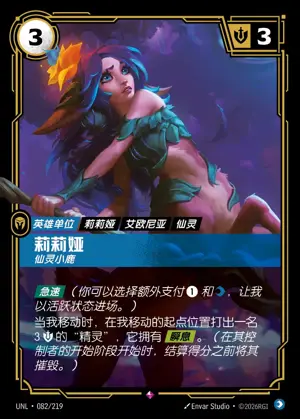 3
3
英雄单位 莉莉娅 艾欧尼亚 仙灵
莉莉娅
仙灵小鹿
急速 (你可以选择额外支付1和，让我
以活跃状态进场。)
当我移动时，在我移动的起点位置打出一名
3的“精灵”，它拥有 瞬息 。(在其控
制者的开始阶段开始时，结算得分之前将其
摧毁。)
UNL · 082/219
Envar Studio · ©2026RGI